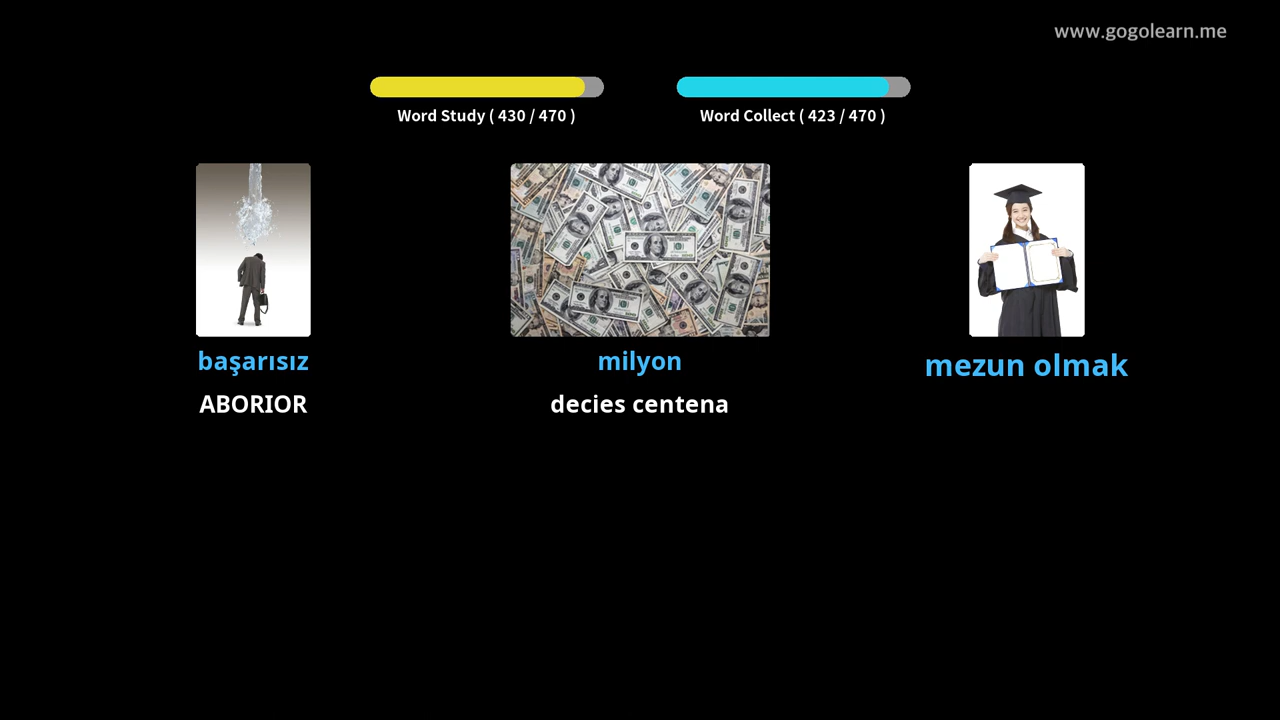 www.gogolearn.me
Word Study ( 430 / 470 )
Word Collect ( 423 / 470 )
başarısız
milyon
mezun olmak
ABORIOR
decies centena